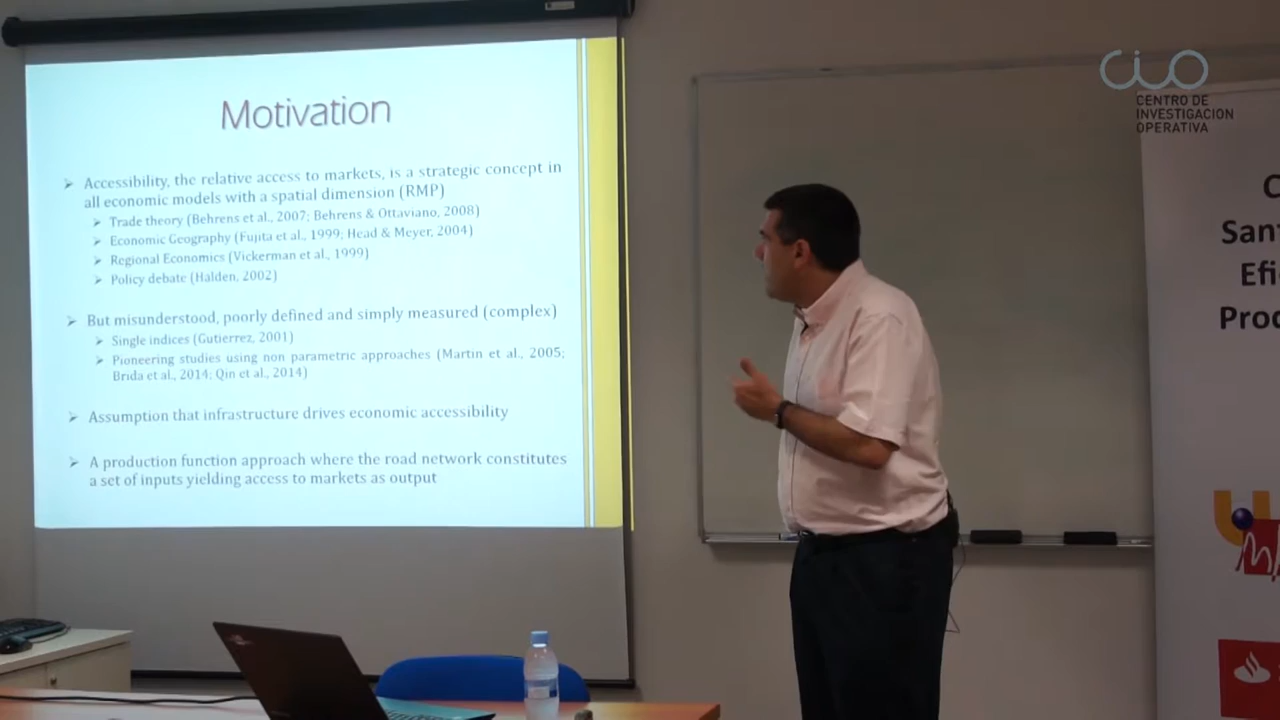 Motivation
Accessibility, the relative access to markets, is a strategic concept in
all economic models with a spatial dimension (RMP)
Trade theory (Behrens et al., 2007; Behrens & Ottaviano, 2008)
Economic Geography (Fujita et al., 1999; Head & Meyer, 2004)
Regional Economics (Vickerman et al., 1999)
Policy debate (Halden, 2002)
But misunderstood, poorly defined and simply measured (complex)
Single indices (Gutierrez, 2001)
Pioneering studies using non parametric approaches (Martin et al., 2005;
Brida et al., 2014; Qin et al., 2014)
Assumption that infrastructure drives economic accessibility
A production function approach where the road network constitutes
a set of inputs yielding access to markets as output
CIO
CENTRO DE
INVESTIGACION
OPERATIVA
C
San
Efi
Prod